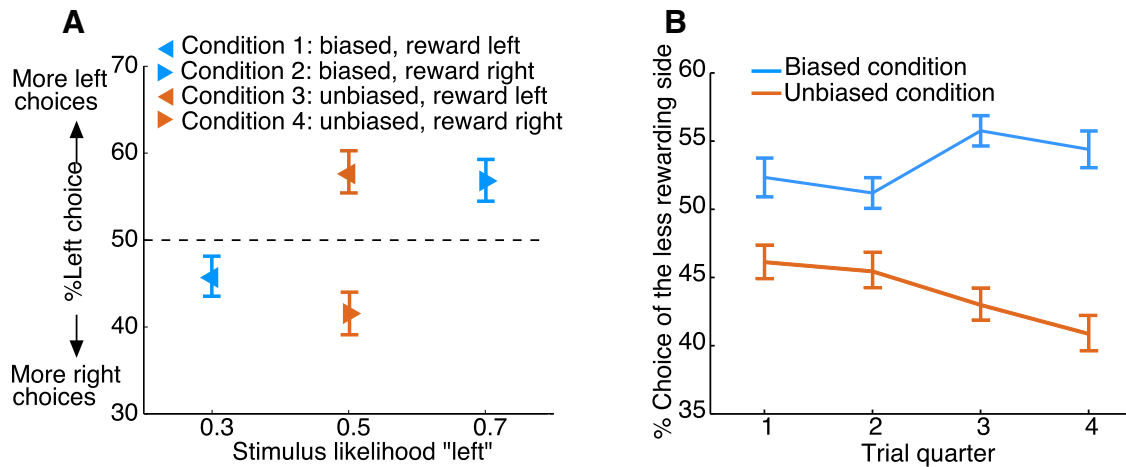 A
Condition 1: biased, reward left
Condition 2: biased, reward right
Condition 3: unbiased, reward left
Condition 4: unbiased, reward right
More left
choices
%Left choice
More right
choices
70
60
50
40
30
0.3
0.5
0.7
Stimulus likelihood "left"
B
Biased condition
Unbiased condition
% Choice of the less rewarding side
60
55
50
45
40
35
1
2
3
4
Trial quarter